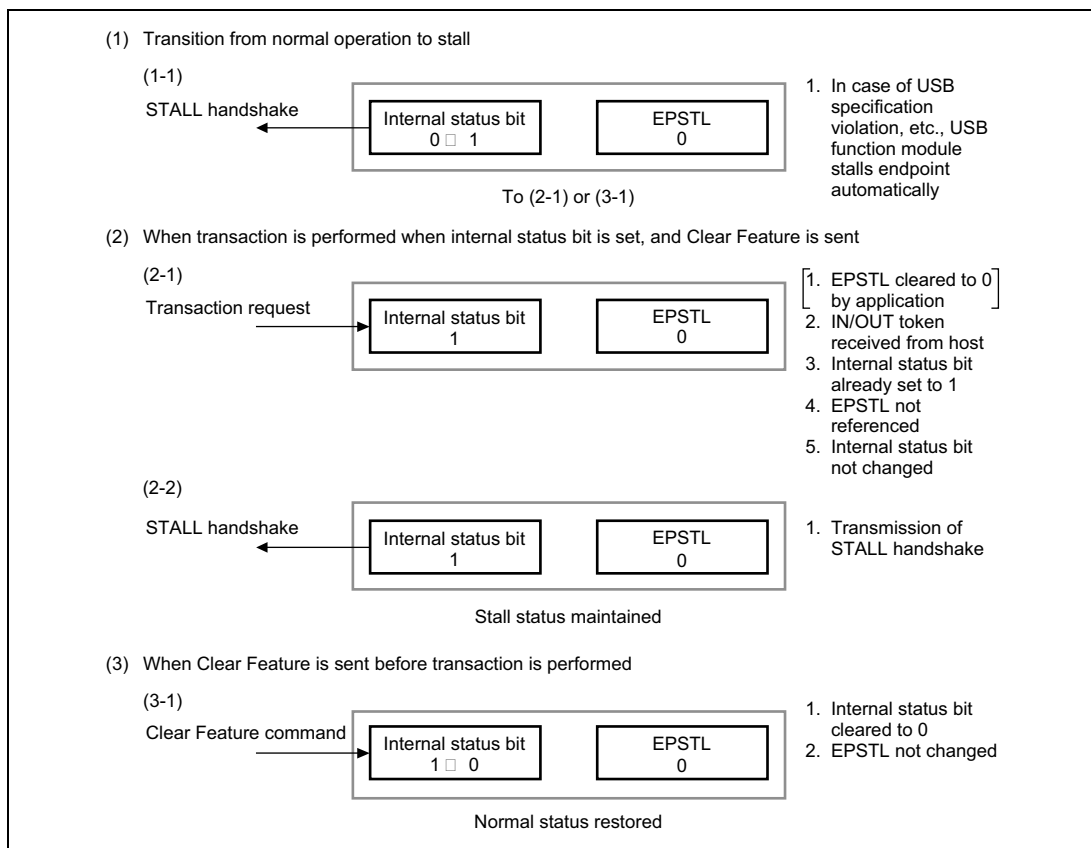 (1) Transition from normal operation to stall
(1-1)
STALL handshake
Internal status bit
0 □ 1
EPSTL
0
1. In case of USB
specification
violation, etc., USB
function module
stalls endpoint
automatically
To (2-1) or (3-1)
(2) When transaction is performed when internal status bit is set, and Clear Feature is sent
(2-1)
Transaction request
Internal status bit
1
EPSTL
0
1. EPSTL cleared to 0
by application
2. IN/OUT token
received from host
3. Internal status bit
already set to 1
4. EPSTL not
referenced
5. Internal status bit
not changed
(2-2)
STALL handshake
Internal status bit
1
EPSTL
0
1. Transmission of
STALL handshake
Stall status maintained
(3) When Clear Feature is sent before transaction is performed
(3-1)
Clear Feature command
Internal status bit
1 □ 0
EPSTL
0
1. Internal status bit
cleared to 0
2. EPSTL not changed
Normal status restored